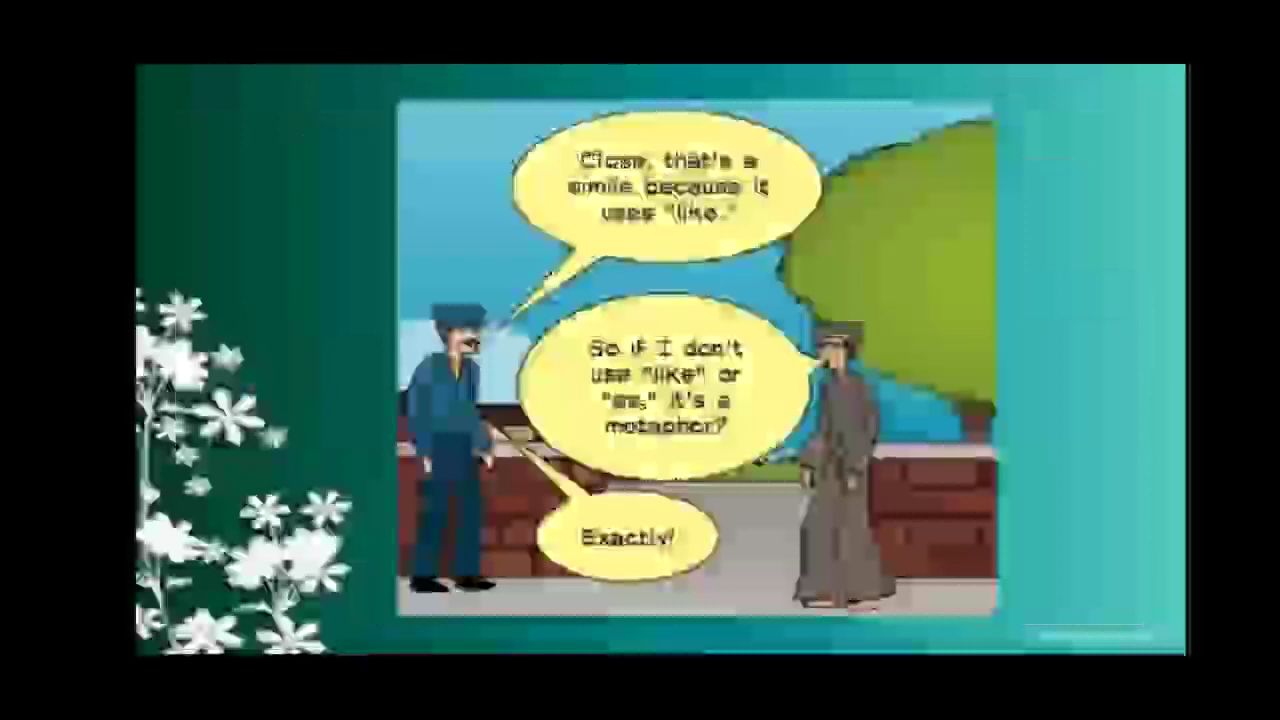 Close, that's a
simile because it
uses "like."
So if I don't
use "like" or
"as," it's a
metaphor?
Exactly!